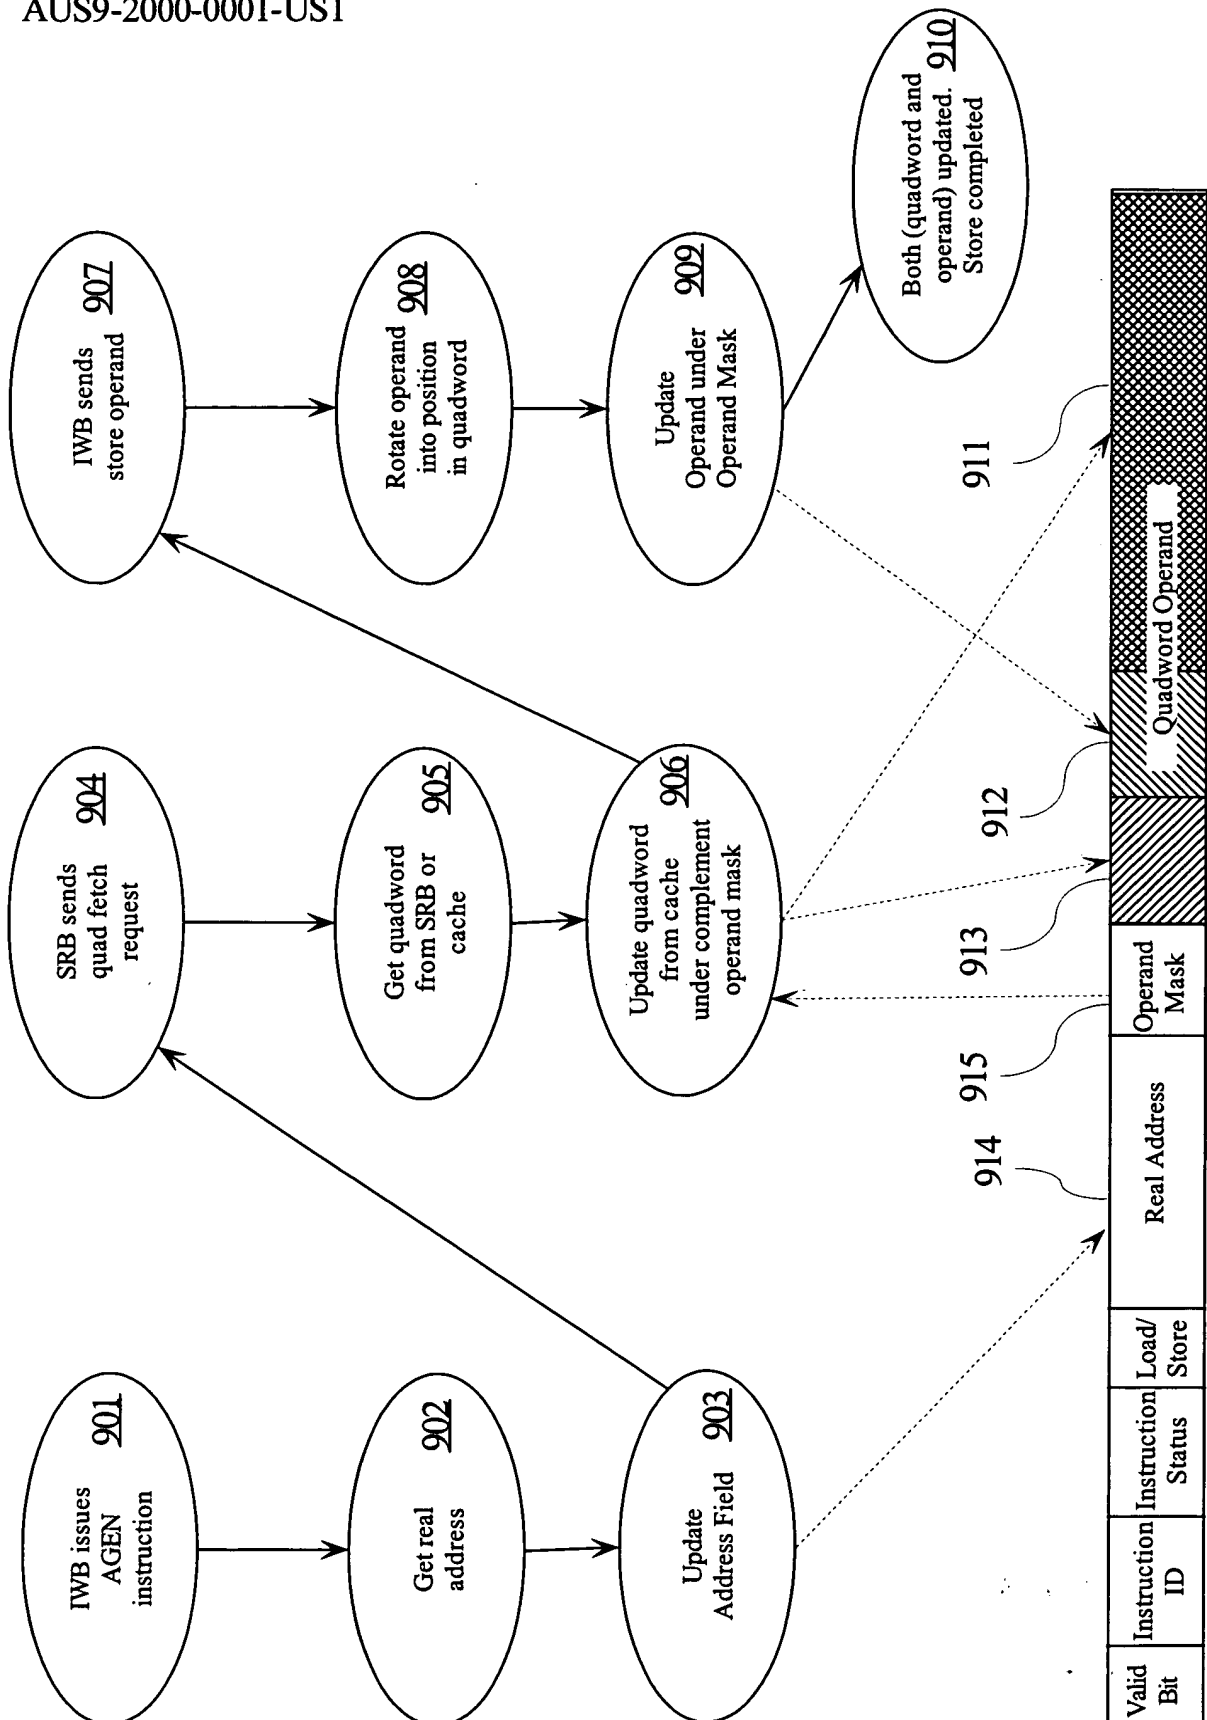 AUS9-2000-0001-US1
IWB issues
AGEN
instruction
901
Get real
address
902
Update
Address Field
903
SRB sends
quad fetch
request
904
Get quadword
from SRB or
cache
905
Update quadword
from cache
under complement
operand mask
906
IWB sends
store operand
907
Rotate operand
into position
in quadword
908
Update
Operand under
Operand Mask
909
Both (quadword and
operand) updated.
Store completed
910
914
915
913
912
911
Valid
Bit
Instruction
ID
Instruction
Status
Load/
Store
Real Address
Operand
Mask
Quadword Operand